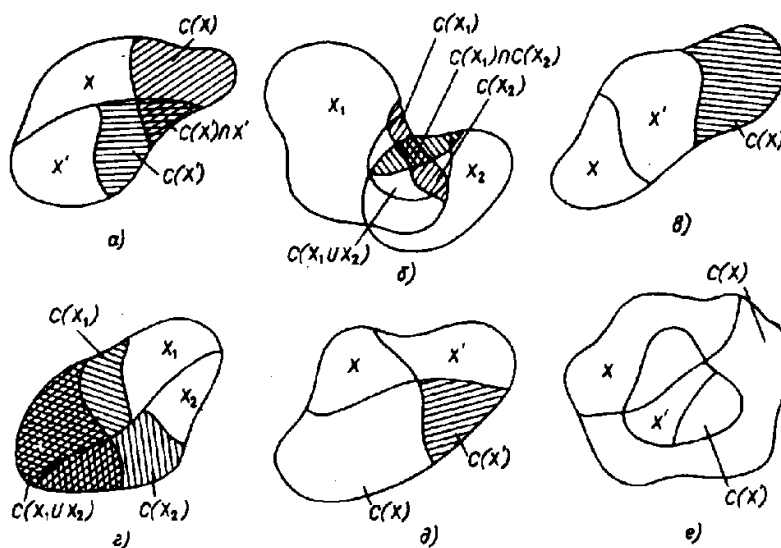 C(X)
X
C(X')∩X'
X'
C(X')
а)
C(X₁)
C(X₁)∩C(X₂)
C(X₂)
X₁
X₂
C(X₁∪X₂)
б)
X'
X
C(X)
в)
C(X₁)
X₁
X₂
C(X₁∪X₂)
C(X₂)
г)
X
X'
C(X')
C(X)
д)
C(X)
X
X'
C(X')
е)